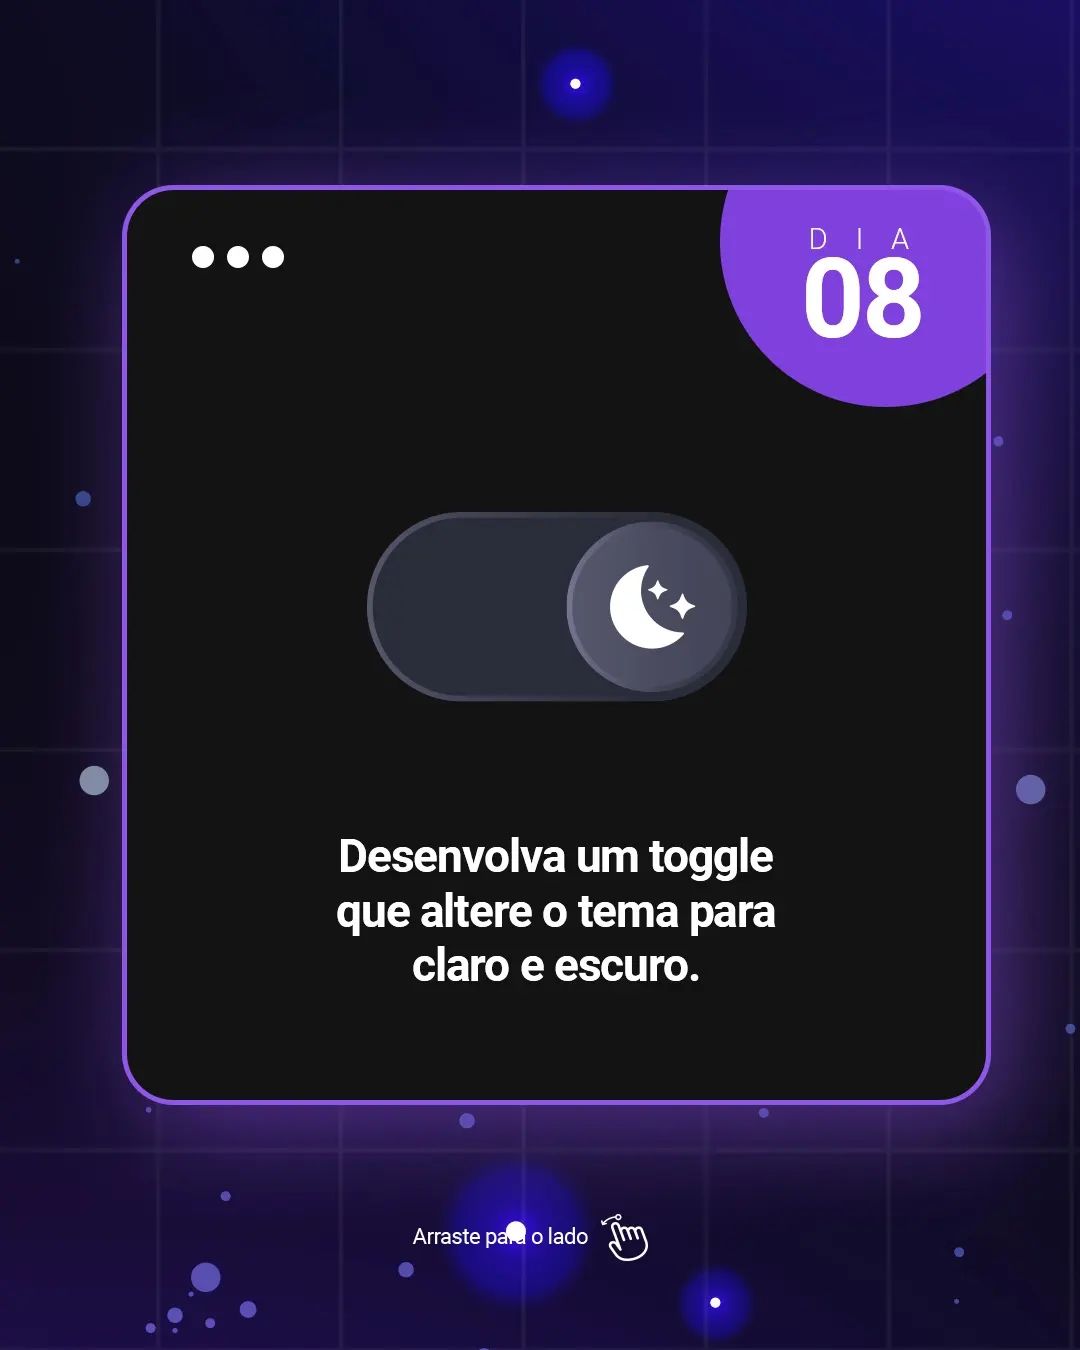 DIA
08
Desenvolva um toggle
que altere o tema para
claro e escuro.
Arraste para o lado